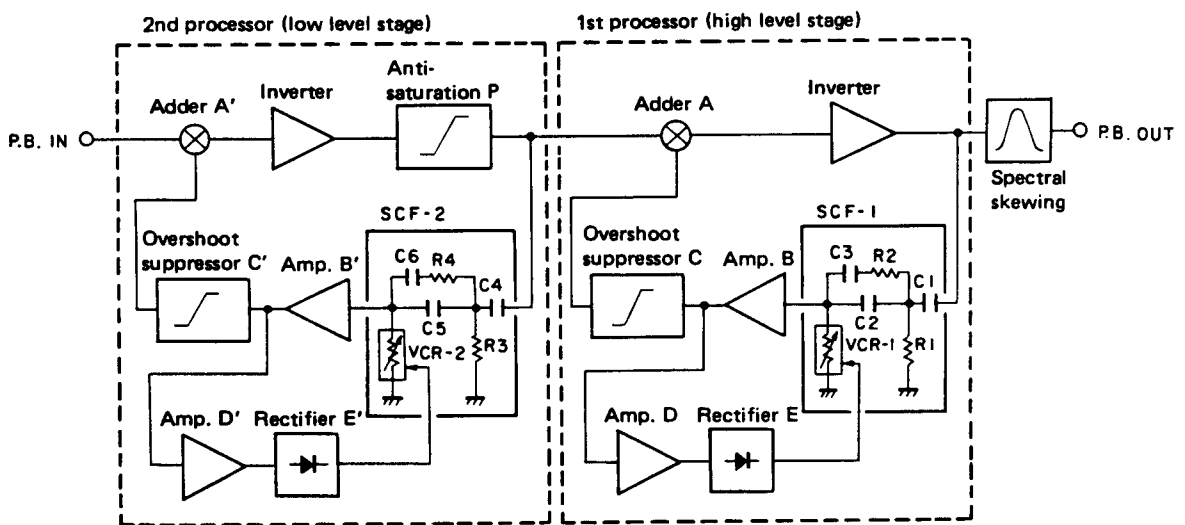 2nd processor (low level stage)
1st processor (high level stage)
Adder A'
Inverter
Anti-
saturation P
Adder A
Inverter
P.B. IN
P.B. OUT
Spectral
skewing
SCF-2
SCF-1
Overshoot
suppressor C'
Amp. B'
C6
R4
C4
C5
VCR-2
R3
Overshoot
suppressor C
Amp. B
C3
R2
C1
C2
VCR-1
R1
Amp. D'
Rectifier E'
Amp. D
Rectifier E